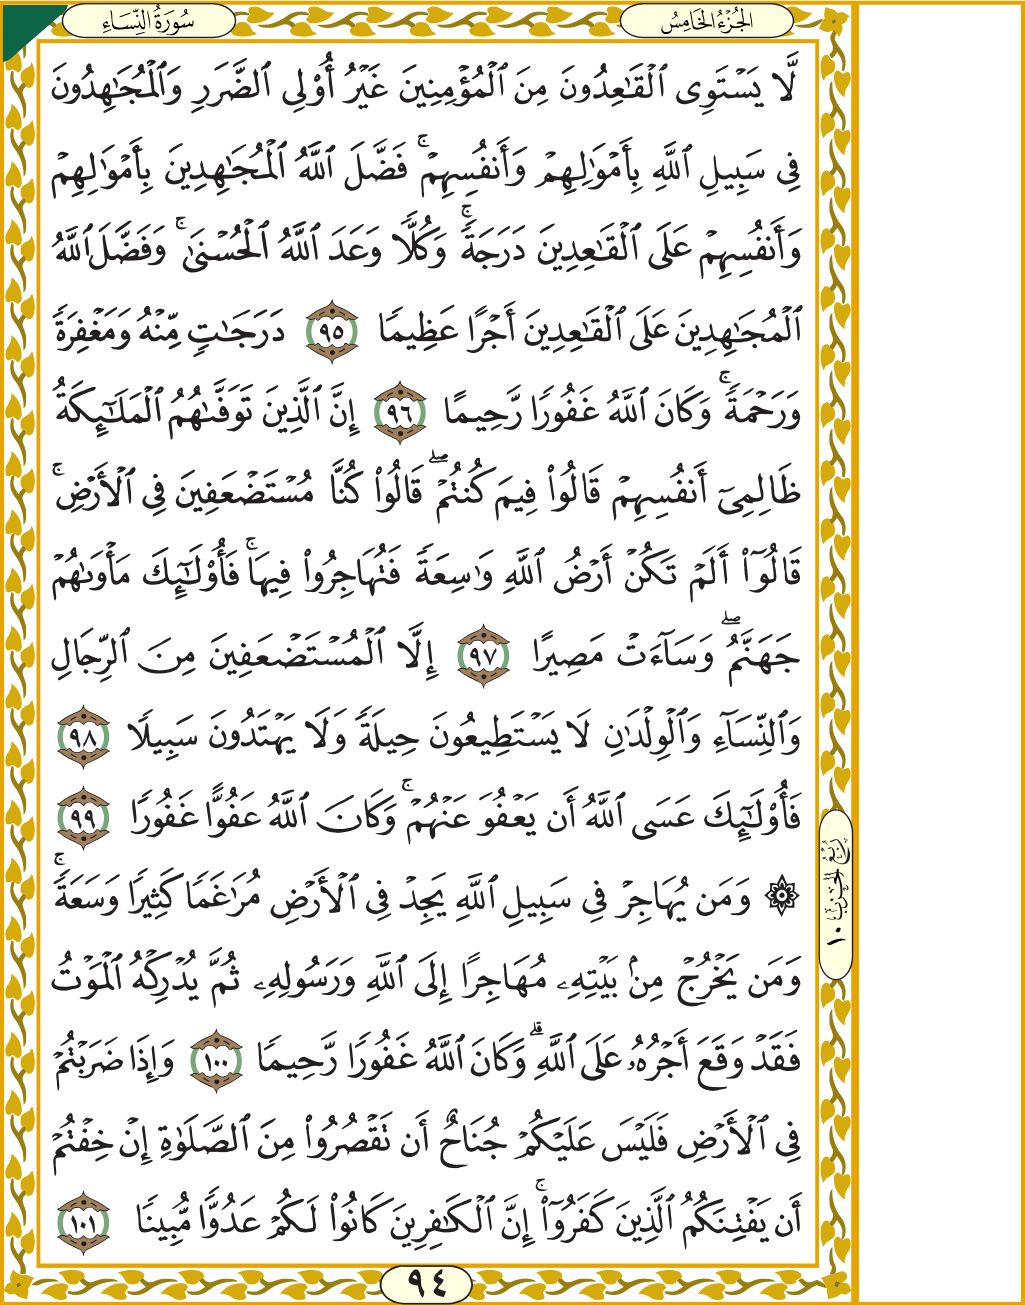 سُورَةُ النِّسَاءِ
الجُزْءُ الخَامِسُ
لَّا يَسْتَوِى ٱلْقَـٰعِدُونَ مِنَ ٱلْمُؤْمِنِينَ غَيْرُ أُو۟لِى ٱلضَّرَرِ وَٱلْمُجَـٰهِدُونَ
فِى سَبِيلِ ٱللَّهِ بِأَمْوَٰلِهِمْ وَأَنفُسِهِمْ ۚ فَضَّلَ ٱللَّهُ ٱلْمُجَـٰهِدِينَ بِأَمْوَٰلِهِمْ
وَأَنفُسِهِمْ عَلَى ٱلْقَـٰعِدِينَ دَرَجَةً ۚ وَكُلًّا وَعَدَ ٱللَّهُ ٱلْحُسْنَىٰ ۚ وَفَضَّلَ ٱللَّهُ
ٱلْمُجَـٰهِدِينَ عَلَى ٱلْقَـٰعِدِينَ أَجْرًا عَظِيمًا ٩٥ دَرَجَـٰتٍ مِّنْهُ وَمَغْفِرَةً
وَرَحْمَةً ۚ وَكَانَ ٱللَّهُ غَفُورًا رَّحِيمًا ٩٦ إِنَّ ٱلَّذِينَ تَوَفَّىٰهُمُ ٱلْمَلَـٰٓئِكَةُ
ظَالِمِىٓ أَنفُسِهِمْ قَالُوا۟ فِيمَ كُنتُمْ ۖ قَالُوا۟ كُنَّا مُسْتَضْعَفِينَ فِى ٱلْأَرْضِ ۚ
قَالُوٓا۟ أَلَمْ تَكُنْ أَرْضُ ٱللَّهِ وَٰسِعَةً فَتُهَاجِرُوا۟ فِيهَا ۚ فَأُو۟لَـٰٓئِكَ مَأْوَىٰهُمْ
جَهَنَّمُ ۖ وَسَآءَتْ مَصِيرًا ٩٧ إِلَّا ٱلْمُسْتَضْعَفِينَ مِنَ ٱلرِّجَالِ
وَٱلنِّسَآءِ وَٱلْوِلْدَٰنِ لَا يَسْتَطِيعُونَ حِيلَةً وَلَا يَهْتَدُونَ سَبِيلًا ٩٨
فَأُو۟لَـٰٓئِكَ عَسَى ٱللَّهُ أَن يَعْفُوَ عَنْهُمْ ۚ وَكَانَ ٱللَّهُ عَفُوًّا غَفُورًا ٩٩
۞ وَمَن يُهَاجِرْ فِى سَبِيلِ ٱللَّهِ يَجِدْ فِى ٱلْأَرْضِ مُرَٰغَمًا كَثِيرًا وَسَعَةً ۚ
وَمَن يَخْرُجْ مِنۢ بَيْتِهِۦ مُهَاجِرًا إِلَى ٱللَّهِ وَرَسُولِهِۦ ثُمَّ يُدْرِكْهُ ٱلْمَوْتُ
فَقَدْ وَقَعَ أَجْرُهُۥ عَلَى ٱللَّهِ ۗ وَكَانَ ٱللَّهُ غَفُورًا رَّحِيمًا ١٠٠ وَإِذَا ضَرَبْتُمْ
فِى ٱلْأَرْضِ فَلَيْسَ عَلَيْكُمْ جُنَاحٌ أَن تَقْصُرُوا۟ مِنَ ٱلصَّلَوٰةِ إِنْ خِفْتُمْ
أَن يَفْتِنَكُمُ ٱلَّذِينَ كَفَرُوٓا۟ ۚ إِنَّ ٱلْكَـٰفِرِينَ كَانُوا۟ لَكُمْ عَدُوًّا مُّبِينًا ١٠١
رُبْعُ الحِزْبِ ١٠
٩٤